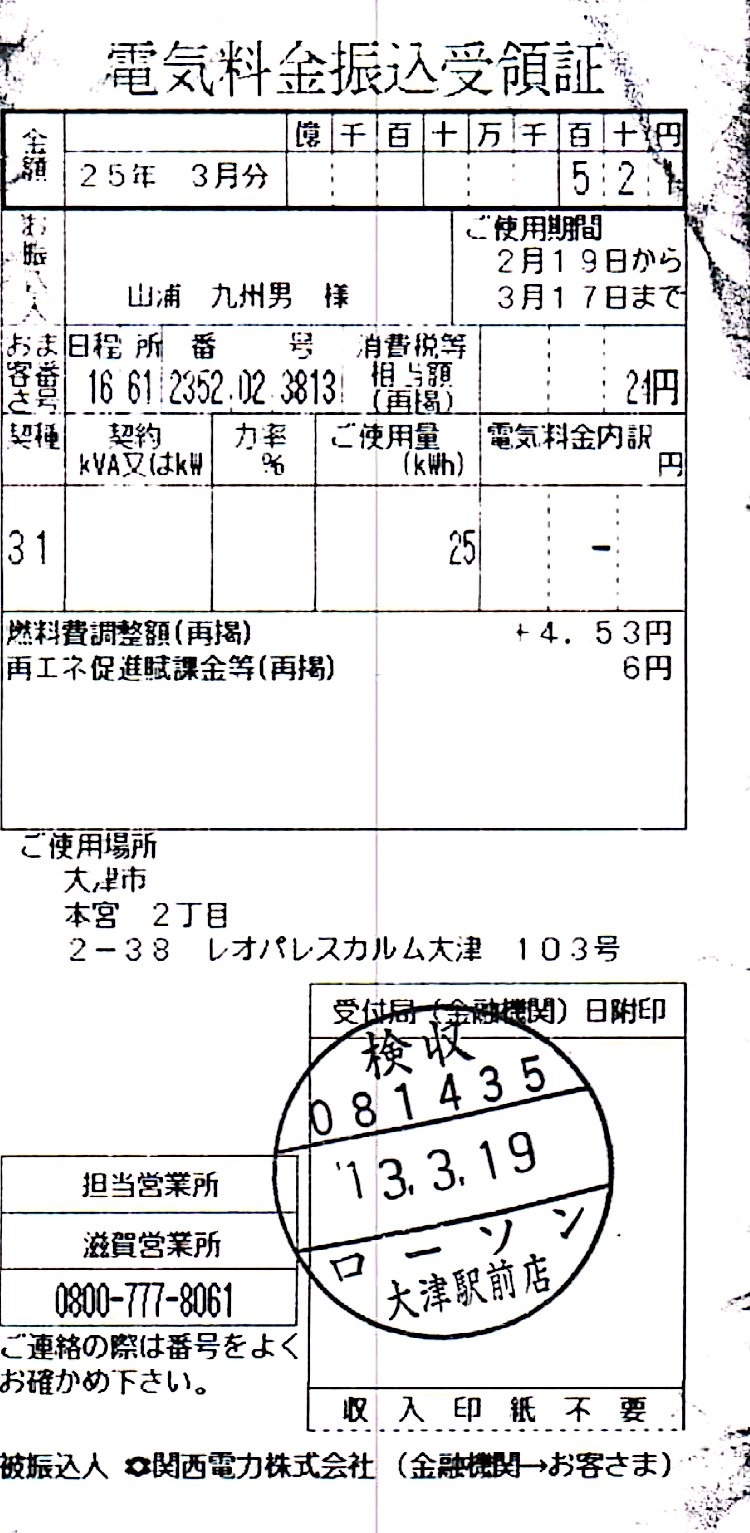 電気料金振込受領証
金額 億 千 百 十 万 千 百 十 円
25年 3月分 5 2 1
お振込人 ご使用期間
2月19日から
山浦 九州男 様 3月17日まで
おま 日程 所 番 号 消費税等
客番 16 61 2352.02.3813 相当額 24円
さ号 (再掲)
契種 契約 力率 ご使用量 電気料金内訳
kVA又はkW % (kWh) 円
31 25 -
燃料費調整額(再掲) +4.53円
再エネ促進賦課金等(再掲) 6円
ご使用場所
大津市
本宮 2丁目
2-38 レオパレスカルム大津 103号
受付局(金融機関)日附印
検収
081435
'13.3.19
ローソン
大津駅前店
担当営業所
滋賀営業所
0800-777-8061
ご連絡の際は番号をよく
お確かめ下さい。
収入印紙不要
被振込人 関西電力株式会社 (金融機関→お客さま)